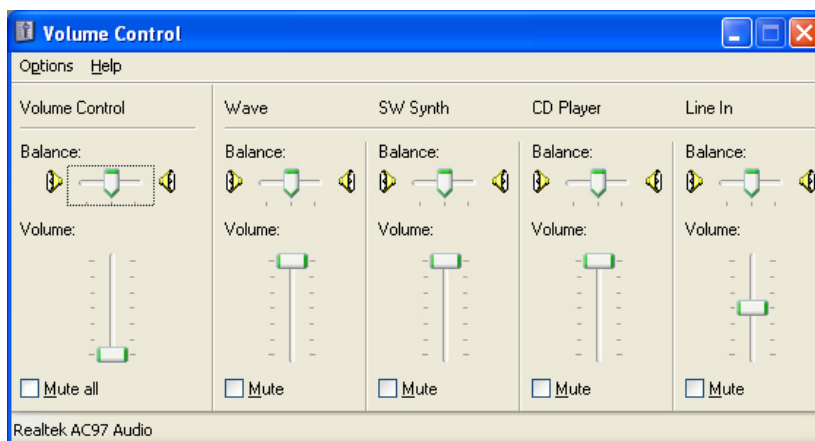 Volume Control
Options Help
Volume Control Wave SW Synth CD Player Line In
Balance: Balance: Balance: Balance: Balance:
Volume: Volume: Volume: Volume: Volume:
Mute all Mute Mute Mute Mute
Realtek AC97 Audio